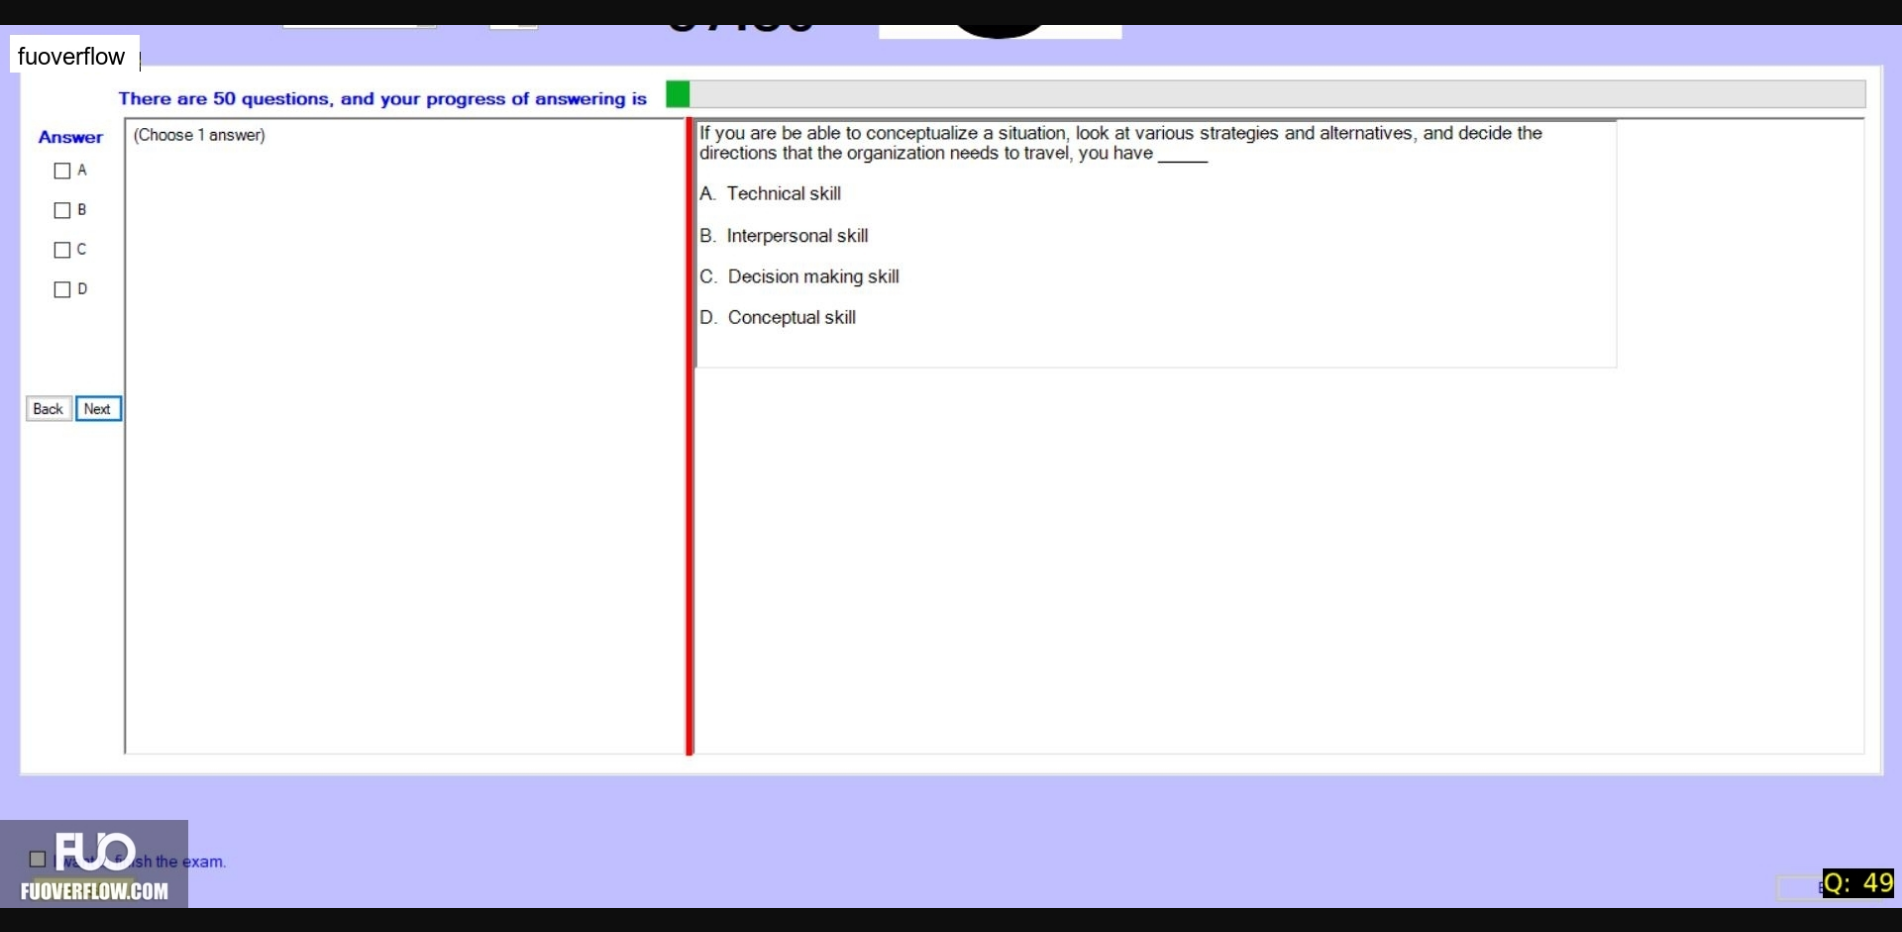 fuoverflow
There are 50 questions, and your progress of answering is
Answer
(Choose 1 answer)
A
B
C
D
Back Next
If you are be able to conceptualize a situation, look at various strategies and alternatives, and decide the
directions that the organization needs to travel, you have _____
A. Technical skill
B. Interpersonal skill
C. Decision making skill
D. Conceptual skill
FUO
the exam.
FUOVERFLOW.COM
Q: 49